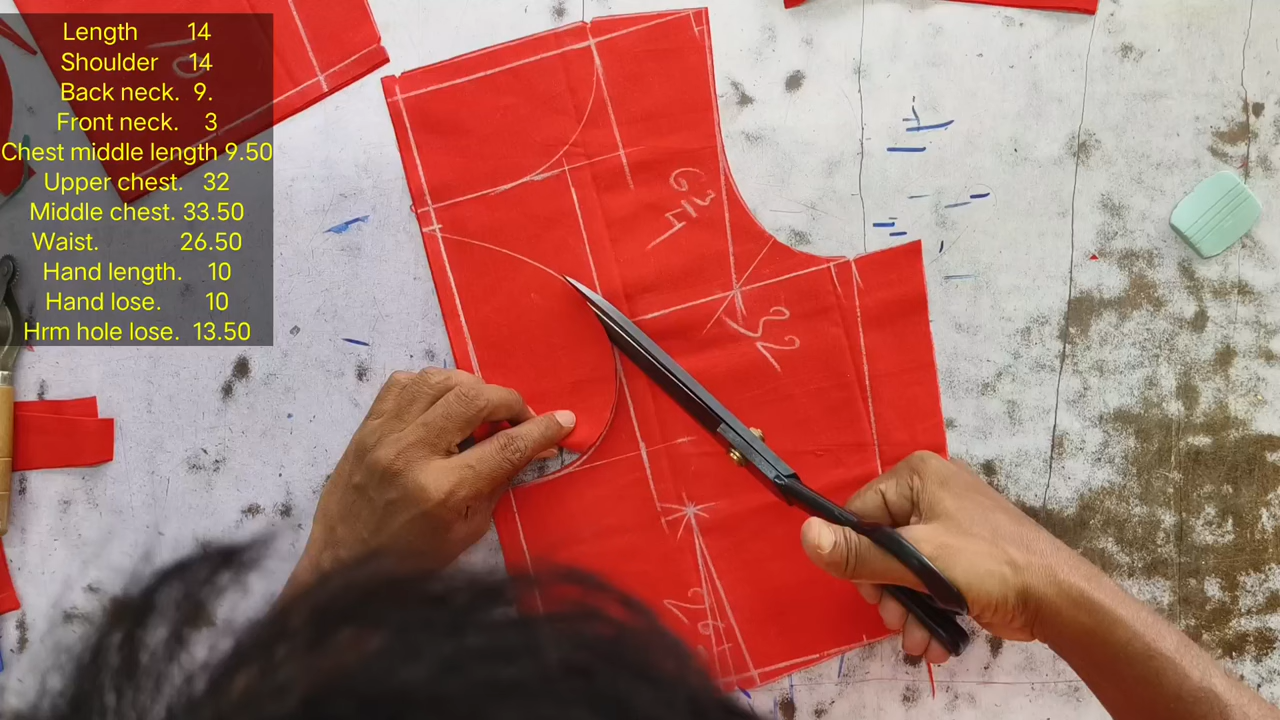 Length 14
Shoulder 14
Back neck. 9.
Front neck. 3
Chest middle length 9.50
Upper chest. 32
Middle chest. 33.50
Waist. 26.50
Hand length. 10
Hand lose. 10
Hrm hole lose. 13.50
32